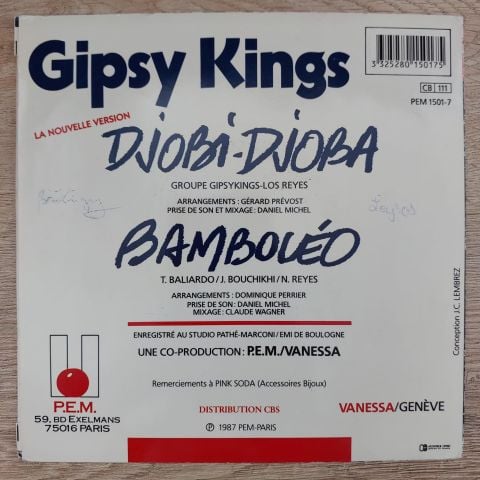 Gipsy Kings
3 325280 150175
CB 111
PEM 1501-7
LA NOUVELLE VERSION
DJOBI-DJOBA
GROUPE GIPSYKINGS-LOS REYES
ARRANGEMENTS : GÉRARD PRÉVOST
PRISE DE SON ET MIXAGE: DANIEL MICHEL
BAMBOLÉO
T. BALIARDO/J. BOUCHIKHI/N. REYES
ARRANGEMENTS : DOMINIQUE PERRIER
PRISE DE SON : DANIEL MICHEL
MIXAGE: CLAUDE WAGNER
Conception J.C. LEMBREZ
ENREGISTRÉ AU STUDIO PATHÉ-MARCONI/EMI DE BOULOGNE
UNE CO-PRODUCTION : P.E.M./VANESSA
Remerciements à PINK SODA (Accessoires Bijoux)
P.E.M.
59, BD EXELMANS
75016 PARIS
DISTRIBUTION CBS
VANESSA/GENÈVE
℗ 1987 PEM-PARIS